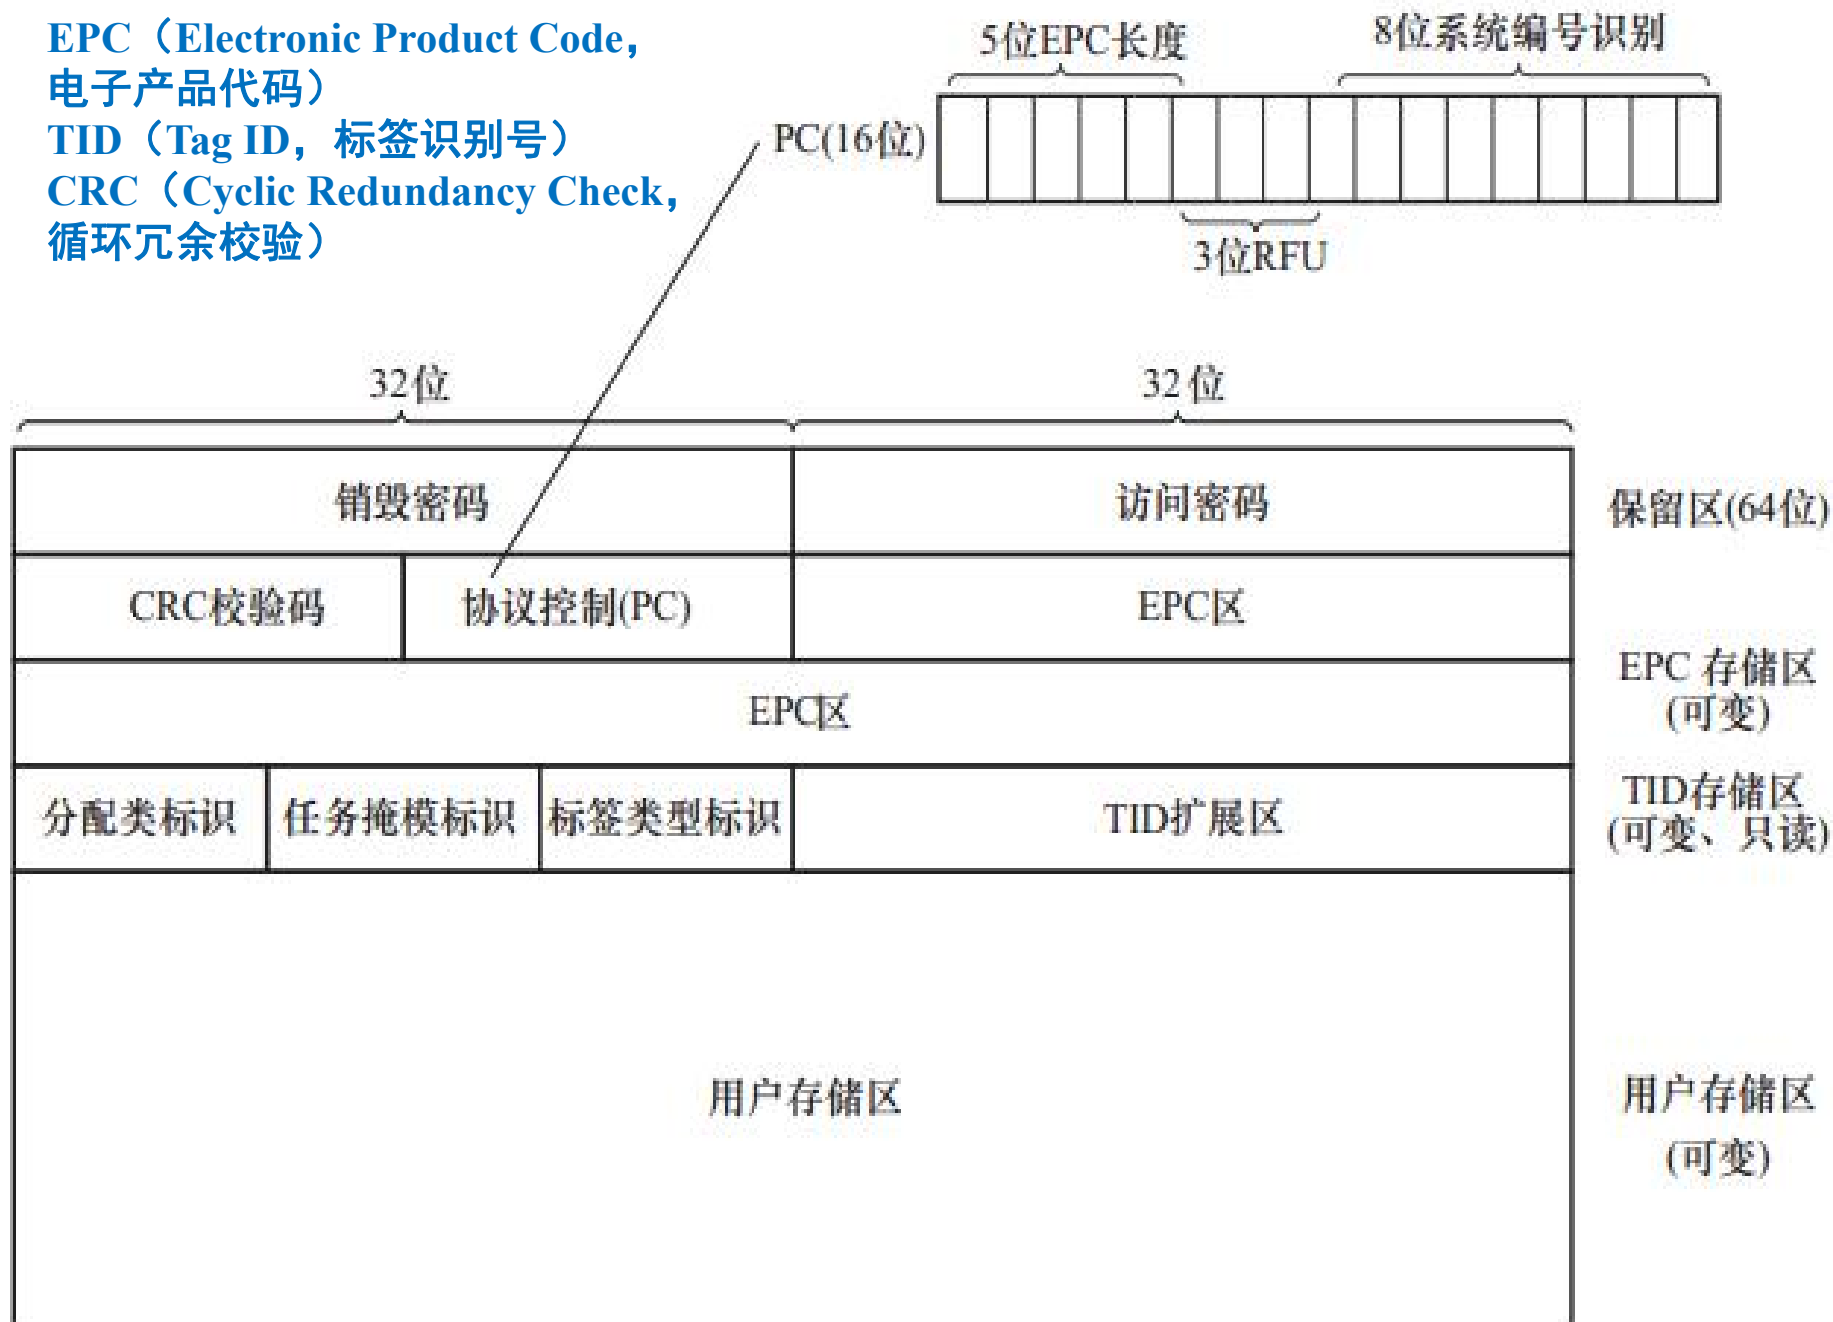 EPC（Electronic Product Code，
电子产品代码）
TID（Tag ID，标签识别号）
CRC（Cyclic Redundancy Check，
循环冗余校验）
5位EPC长度
8位系统编号识别
PC(16位)
3位RFU
32位
32位
销毁密码
访问密码
保留区(64位)
CRC校验码
协议控制(PC)
EPC区
EPC区
EPC 存储区
(可变)
分配类标识
任务掩模标识
标签类型标识
TID扩展区
TID存储区
(可变、只读)
用户存储区
用户存储区
(可变)